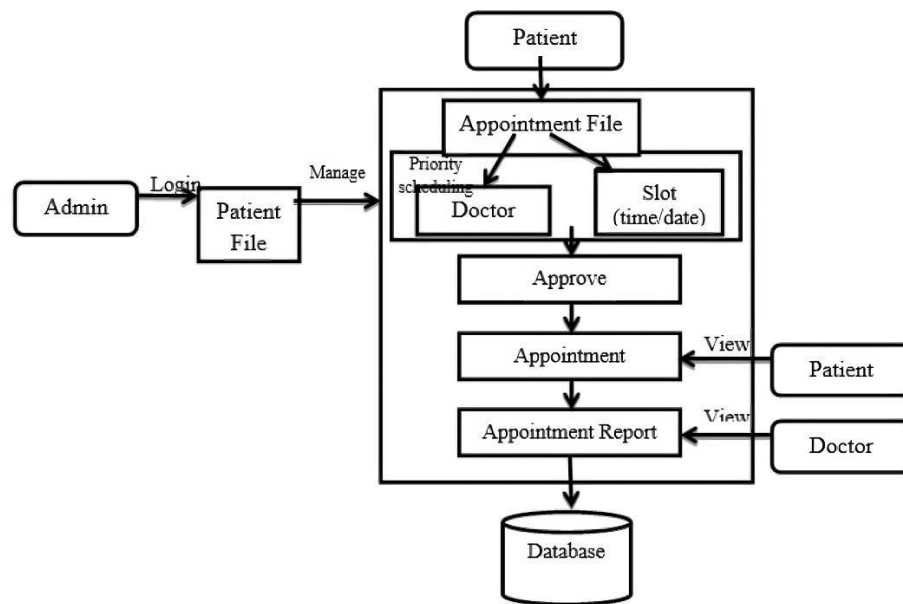 Patient
Appointment File
Priority
scheduling
Doctor
Slot
(time/date)
Login
Manage
Admin
Patient
File
Approve
Appointment
View
Patient
Appointment Report
View
Doctor
Database